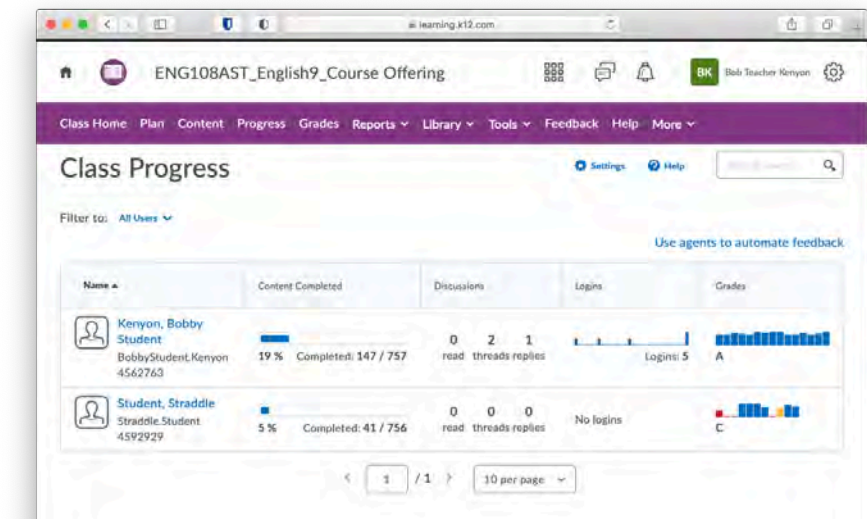 learning.k12.com
ENG108AST_English9_Course Offering
BK Bob Teacher Kenyon
Class Home Plan Content Progress Grades Reports Library Tools Feedback Help More
Class Progress
Settings Help
Filter to: All Users
Use agents to automate feedback
Name Content Completed Discussions Logins Grades
Kenyon, Bobby
Student
BobbyStudent.Kenyon
4562763
19 % Completed: 147 / 757
0 2 1
read threads replies
Logins: 5
A
Student, Straddle
Straddle.Student
4592929
5 % Completed: 41 / 756
0 0 0
read threads replies
No logins
C
< 1 / 1 > 10 per page